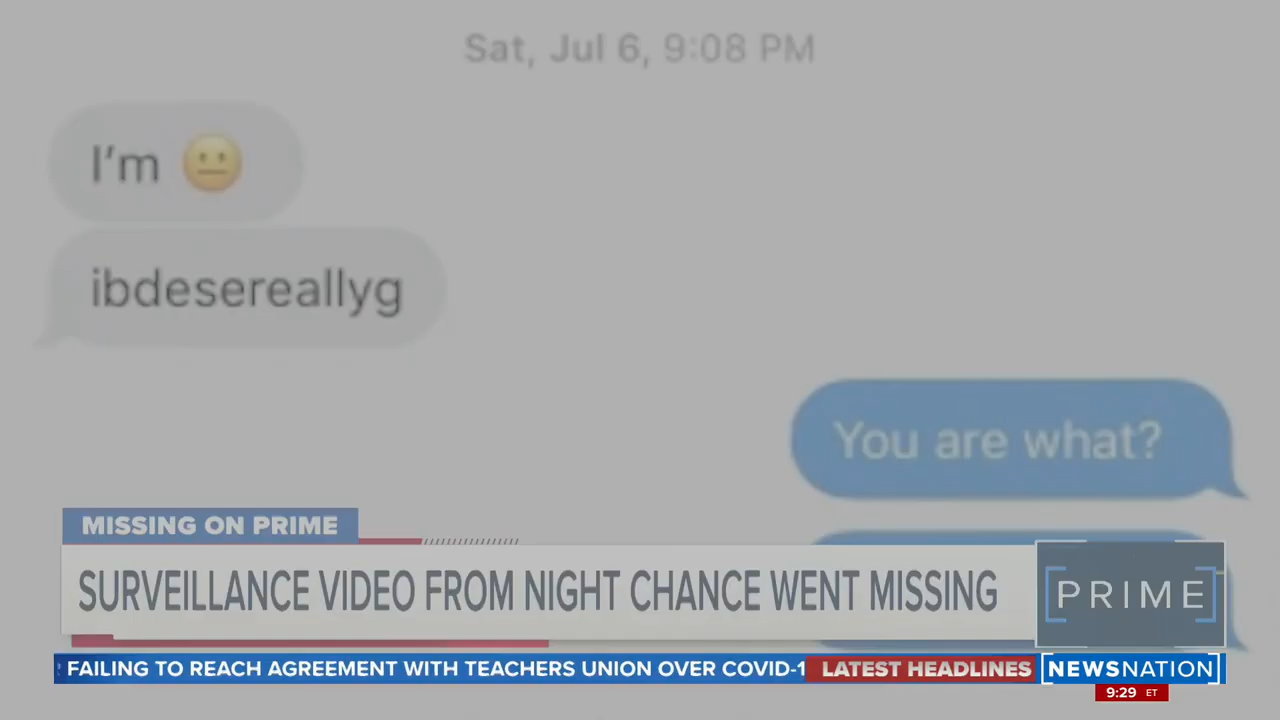 Sat, Jul 6, 9:08 PM
I'm 😐
ibdesereallyg
You are what?
MISSING ON PRIME
SURVEILLANCE VIDEO FROM NIGHT CHANCE WENT MISSING
PRIME
FAILING TO REACH AGREEMENT WITH TEACHERS UNION OVER COVID-1
LATEST HEADLINES
NEWSNATION
9:29 ET